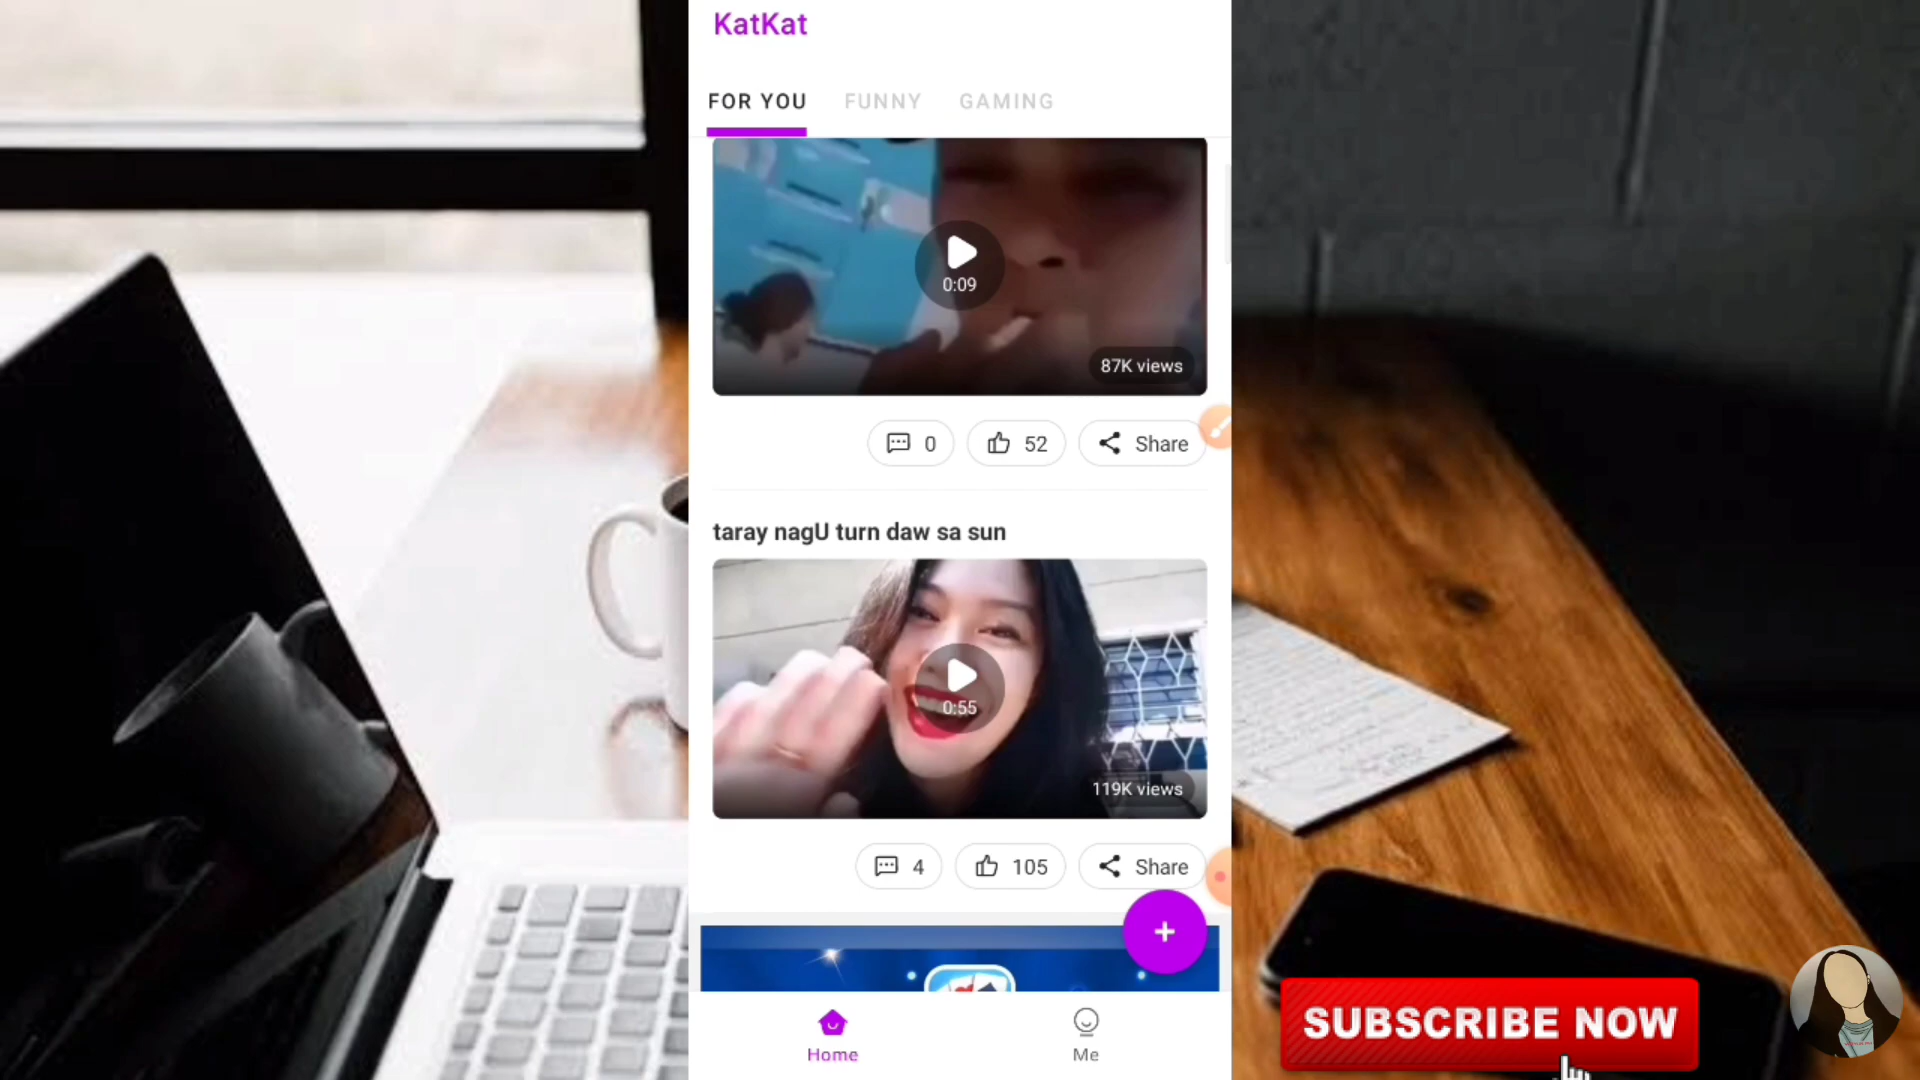 KatKat
FOR YOU FUNNY GAMING
0:09
87K views
0 52 Share
taray nagU turn daw sa sun
0:55
119K views
4 105 Share
+
Home Me
SUBSCRIBE NOW